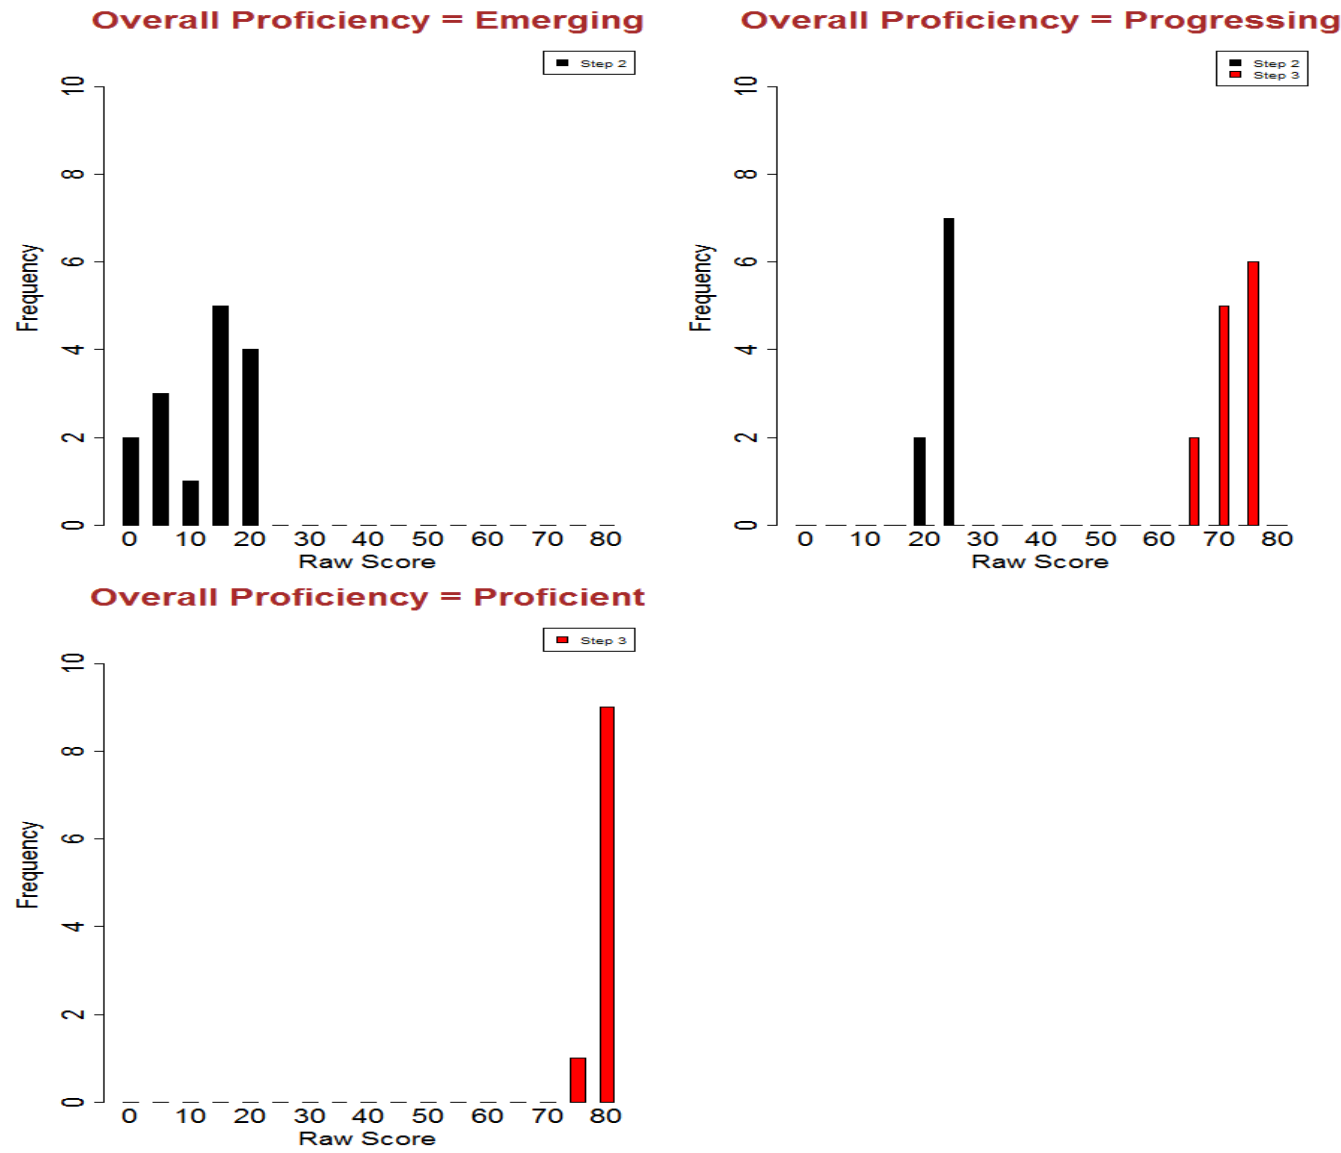 Overall Proficiency = Emerging
Step 2
10
8
6
4
2
0
Frequency
0 10 20 30 40 50 60 70 80
Raw Score
Overall Proficiency = Progressing
Step 2
Step 3
10
8
6
4
2
0
Frequency
0 10 20 30 40 50 60 70 80
Raw Score
Overall Proficiency = Proficient
Step 3
10
8
6
4
2
0
Frequency
0 10 20 30 40 50 60 70 80
Raw Score